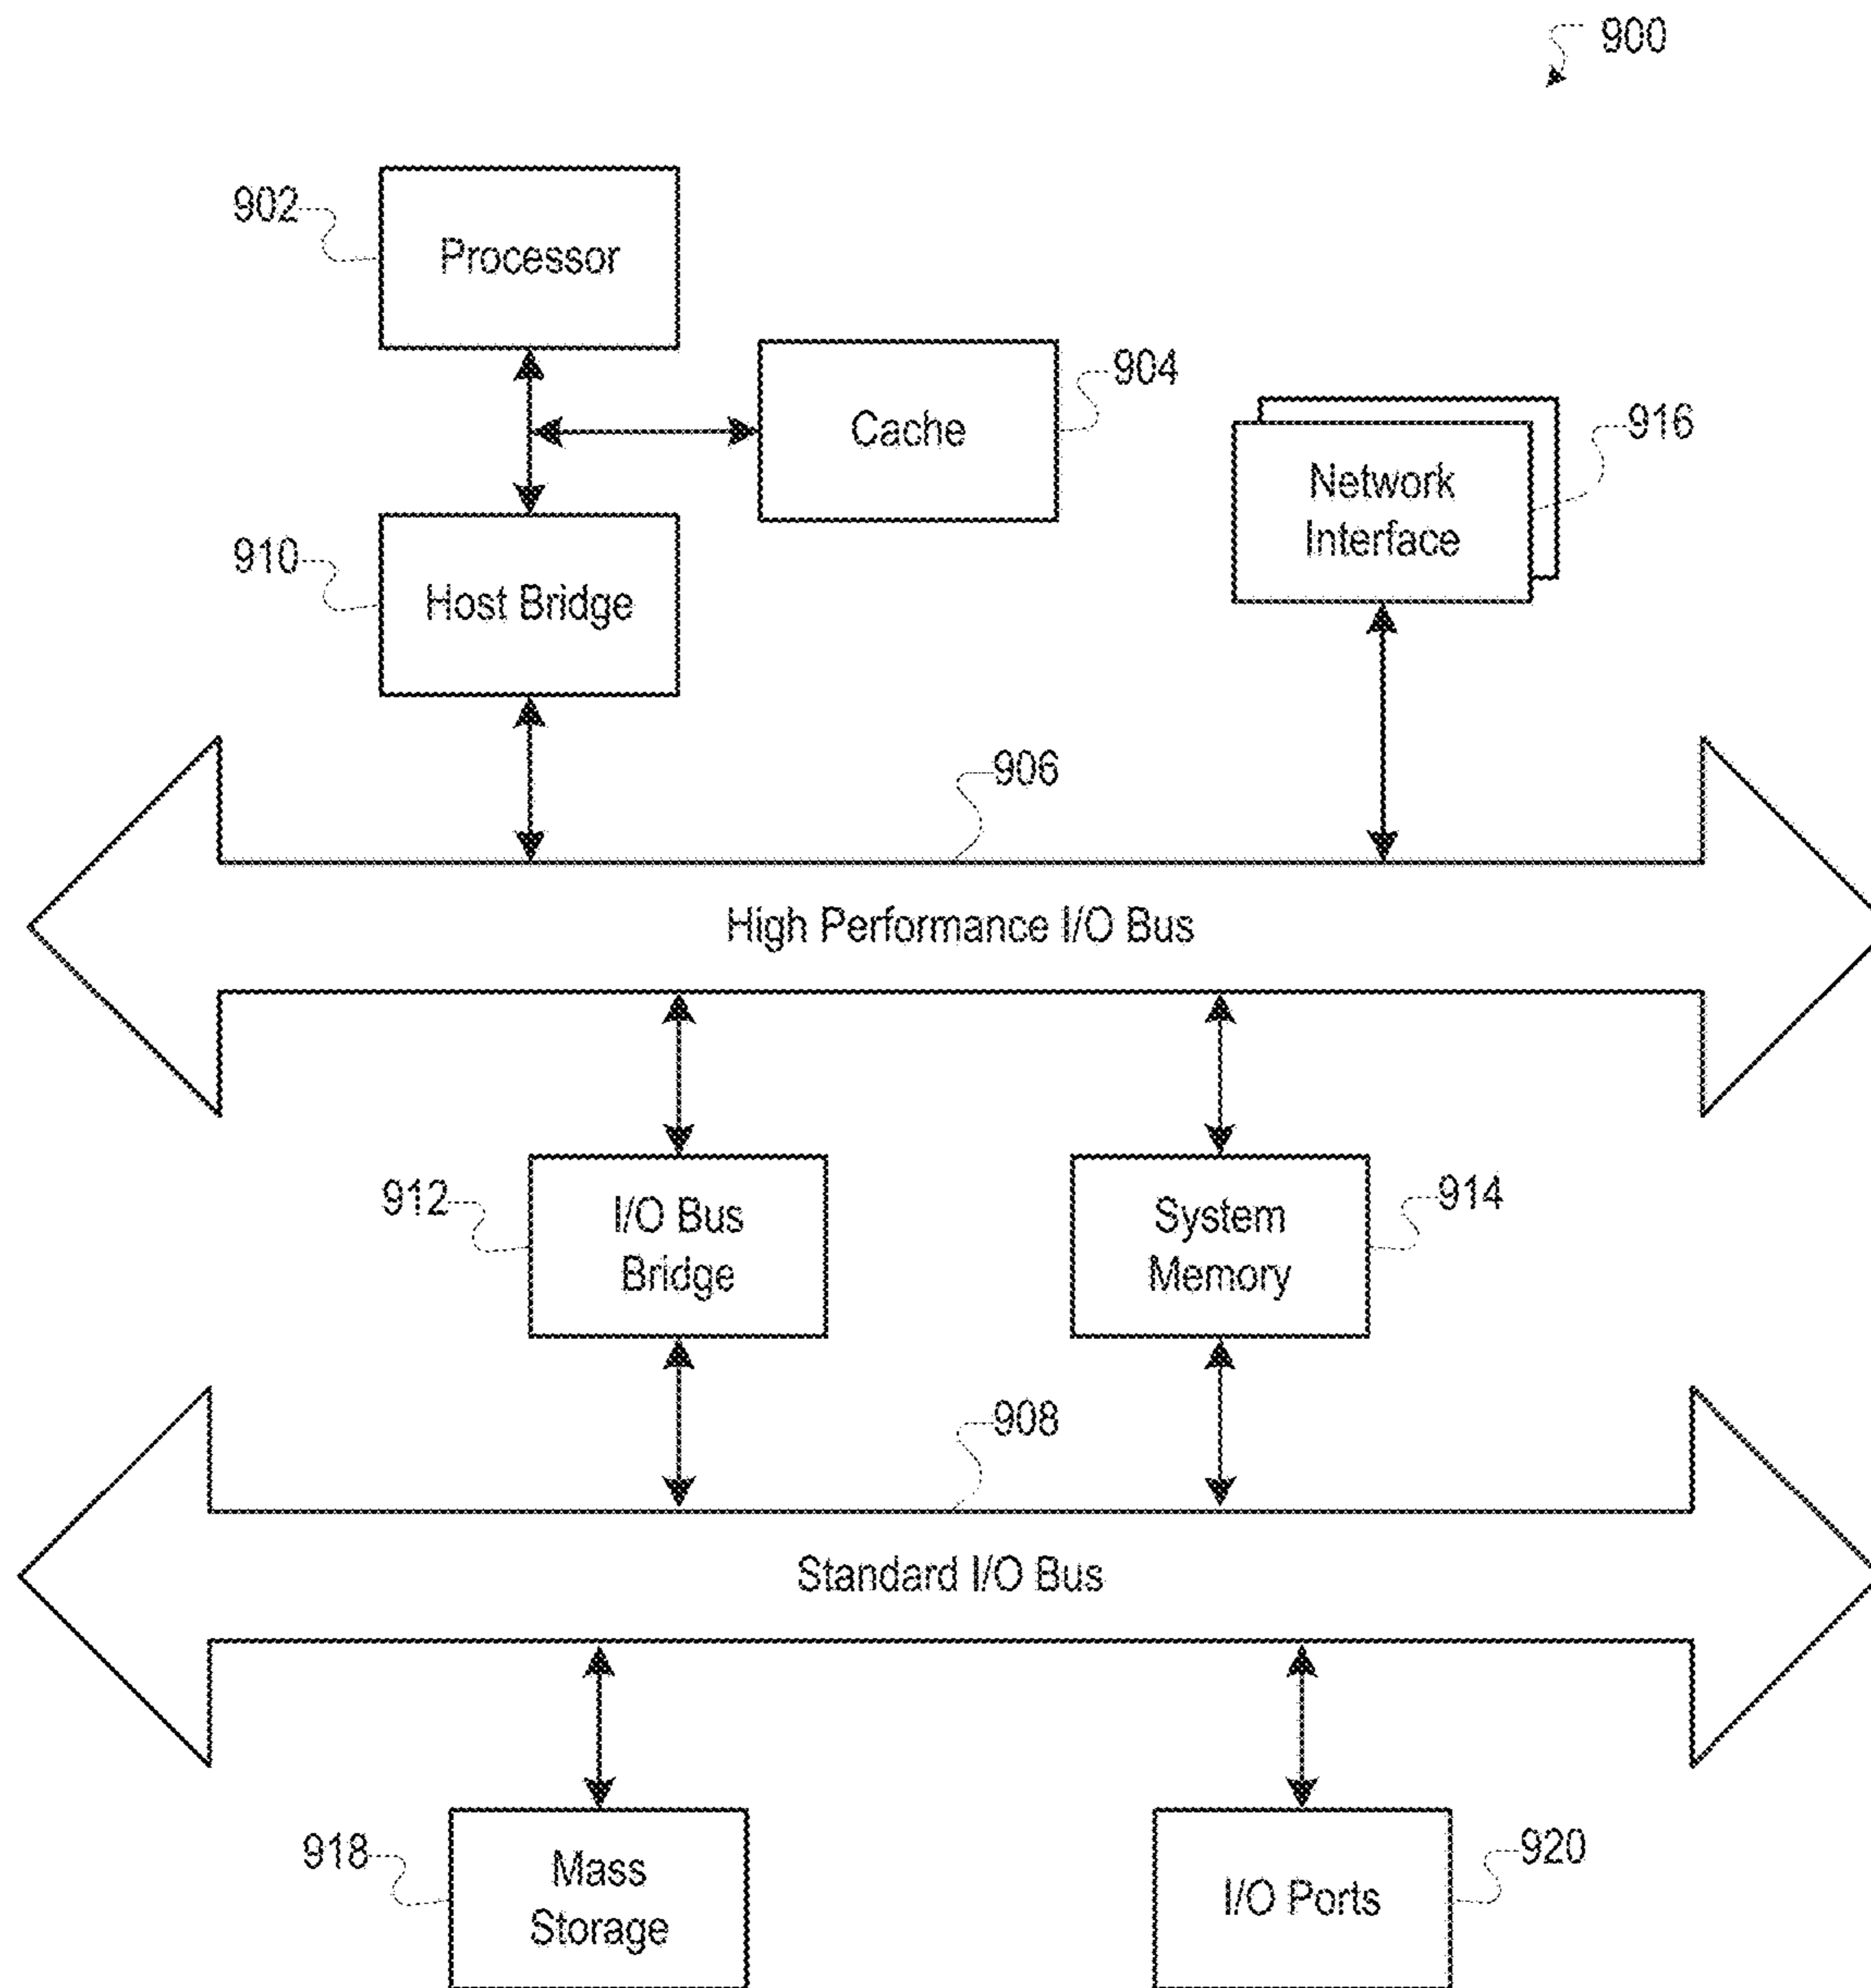 900
902
Processor
904
Cache
916
Network
Interface
910
Host Bridge
906
High Performance I/O Bus
912
I/O Bus
Bridge
System
Memory
914
908
Standard I/O Bus
918
Mass
Storage
I/O Ports
920